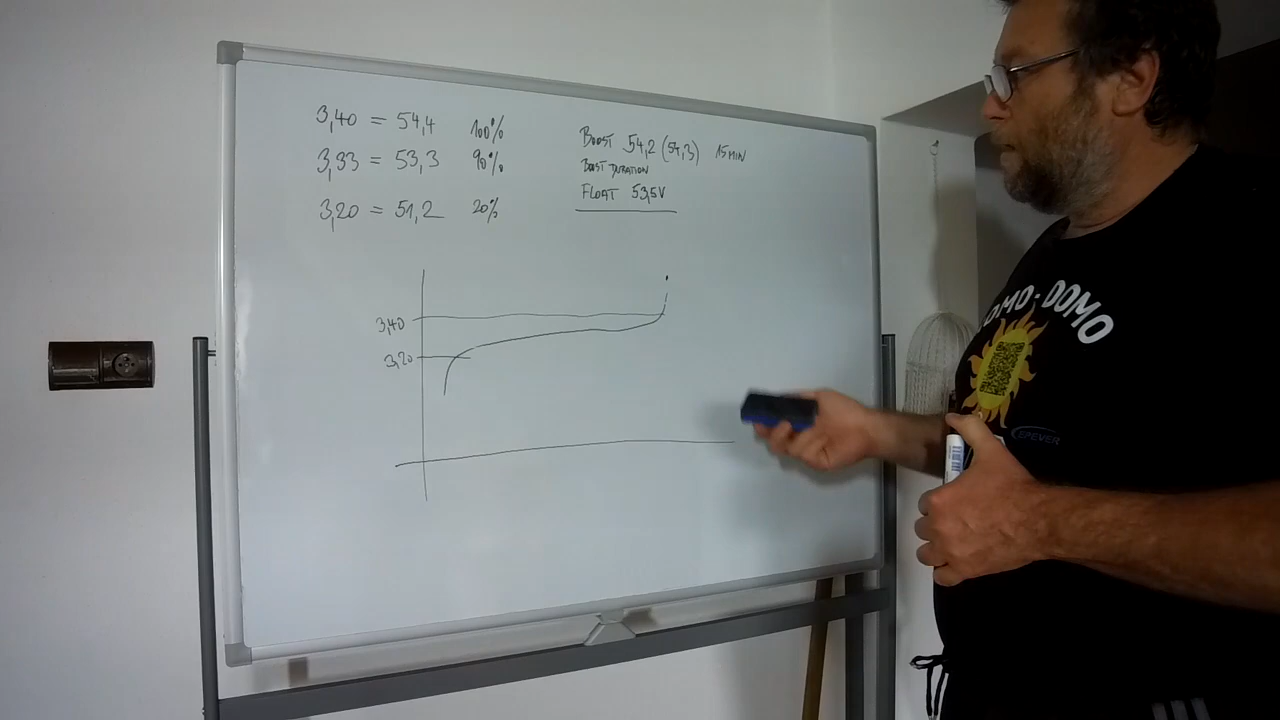 3,40 = 54,4 100%
3,33 = 53,3 90%
3,20 = 51,2 20%
BOOST 54,2 (54,3) 15 MIN
BOOST DURATION
FLOAT 53,5V
3,40
3,20
OMO-DOMO
EPEVER